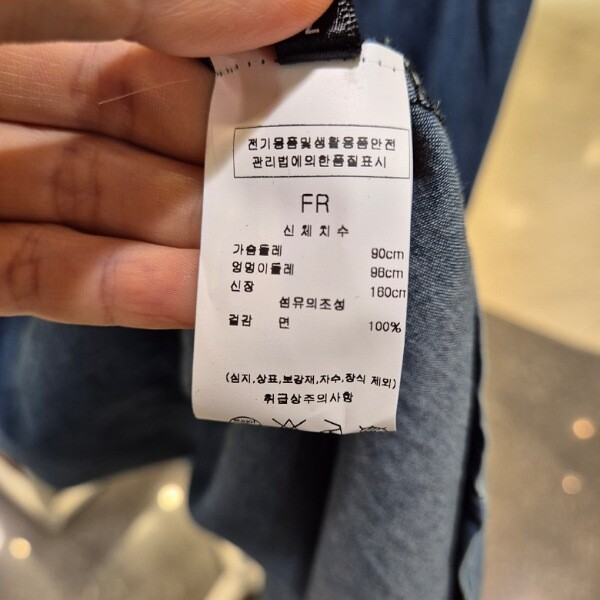 전기용품및생활용품안전
관리법에의한품질표시
FR
신체치수
가슴둘레 90cm
엉덩이둘레 98cm
신장 160cm
섬유의조성
겉감 면 100%
(심지,상표,보강재,자수,장식 제외)
취급상주의사항